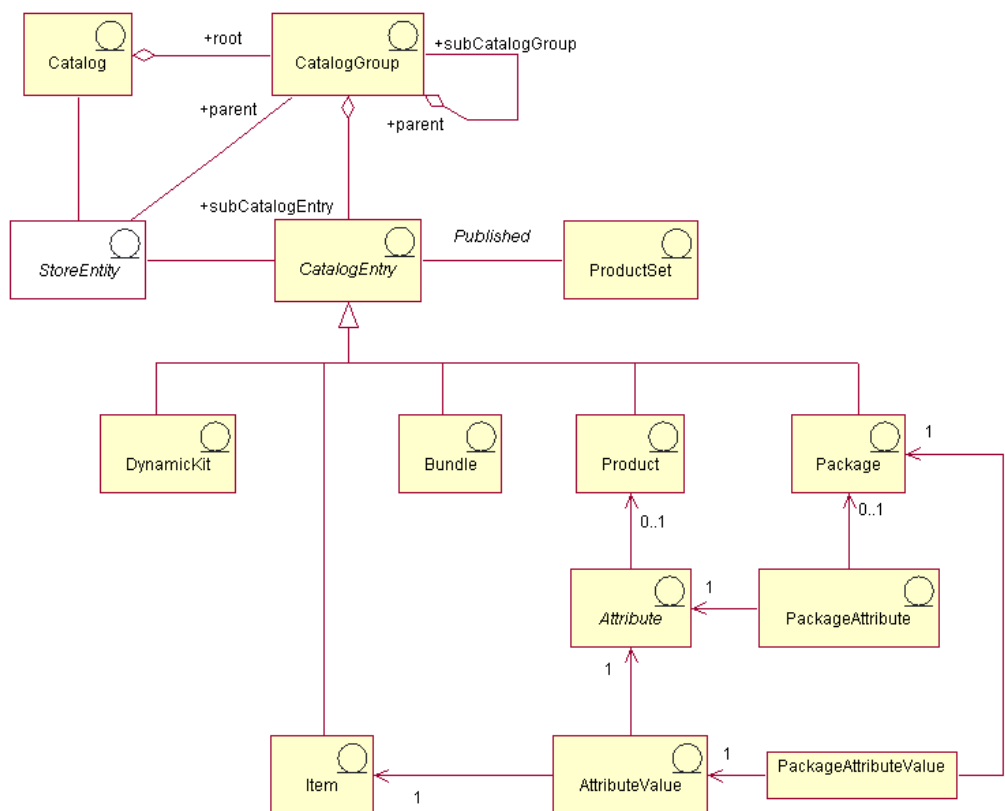 +root
+subCatalogGroup
Catalog
CatalogGroup
+parent
+parent
+subCatalogEntry
Published
StoreEntity
CatalogEntry
ProductSet
1
DynamicKit
Bundle
Product
Package
0..1
0..1
1
Attribute
PackageAttribute
1
1
PackageAttributeValue
Item
AttributeValue
1